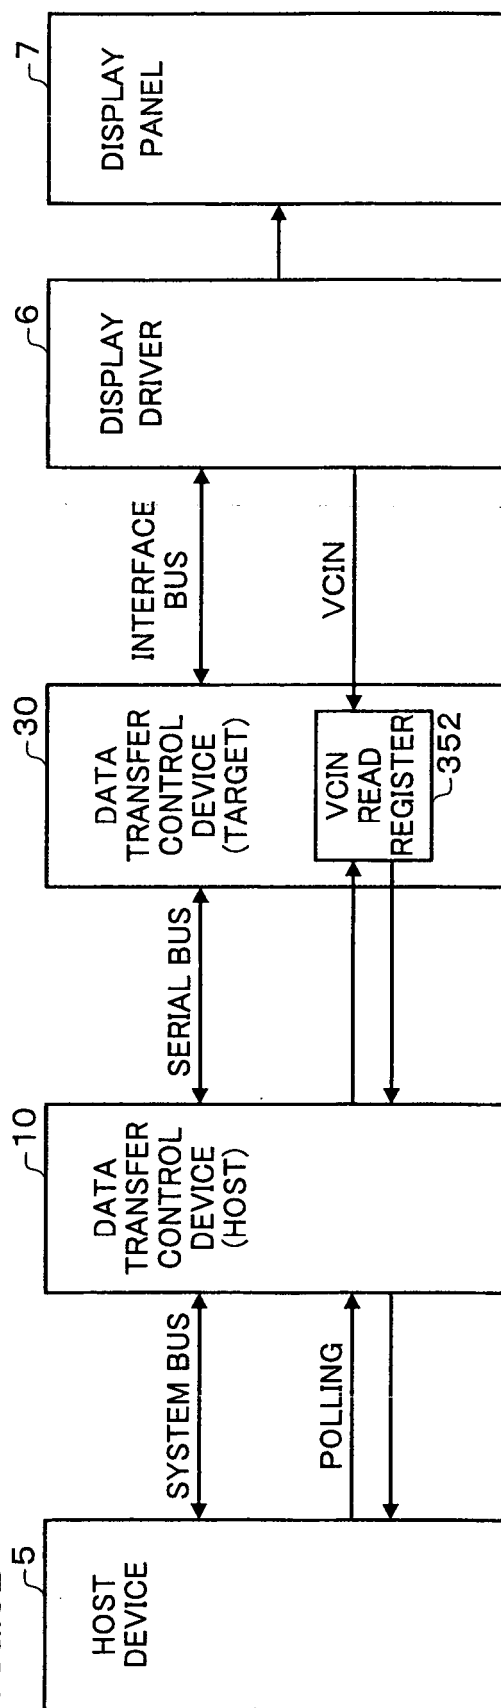 5
HOST
DEVICE
SYSTEM BUS
POLLING
10
DATA
TRANSFER
CONTROL
DEVICE
(HOST)
SERIAL BUS
30
DATA
TRANSFER
CONTROL
DEVICE
(TARGET)
VCIN
READ
REGISTER
352
INTERFACE
BUS
VCIN
6
DISPLAY
DRIVER
7
DISPLAY
PANEL